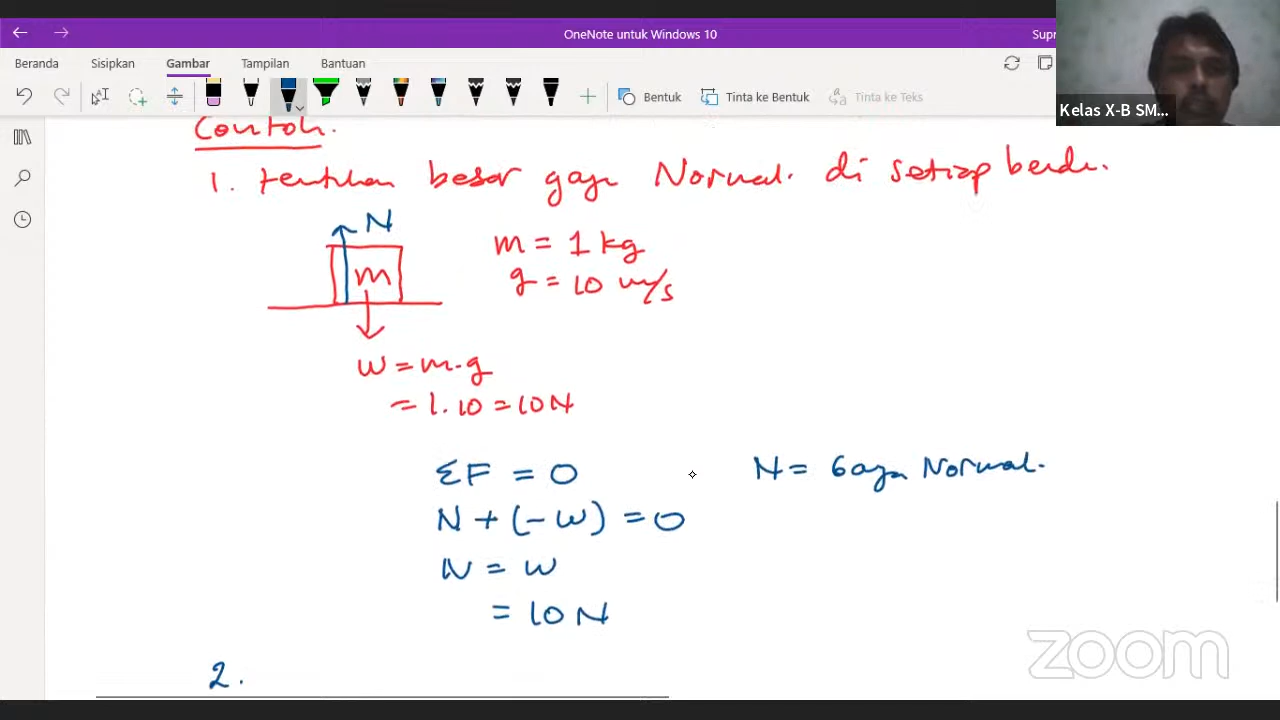 OneNote untuk Windows 10
Supr
Beranda Sisipkan Gambar Tampilan Bantuan
Bentuk Tinta ke Bentuk Tinta ke Teks
Kelas X-B SM...
Contoh.
1. tentukan besar gaya Normal. di setiap benda.
N
m
m = 1 kg
g = 10 m/s
W = m.g
= 1.10 = 10N
ΣF = 0
N = Gaya Normal.
N + (-W) = 0
N = W
= 10 N
2.
zoom